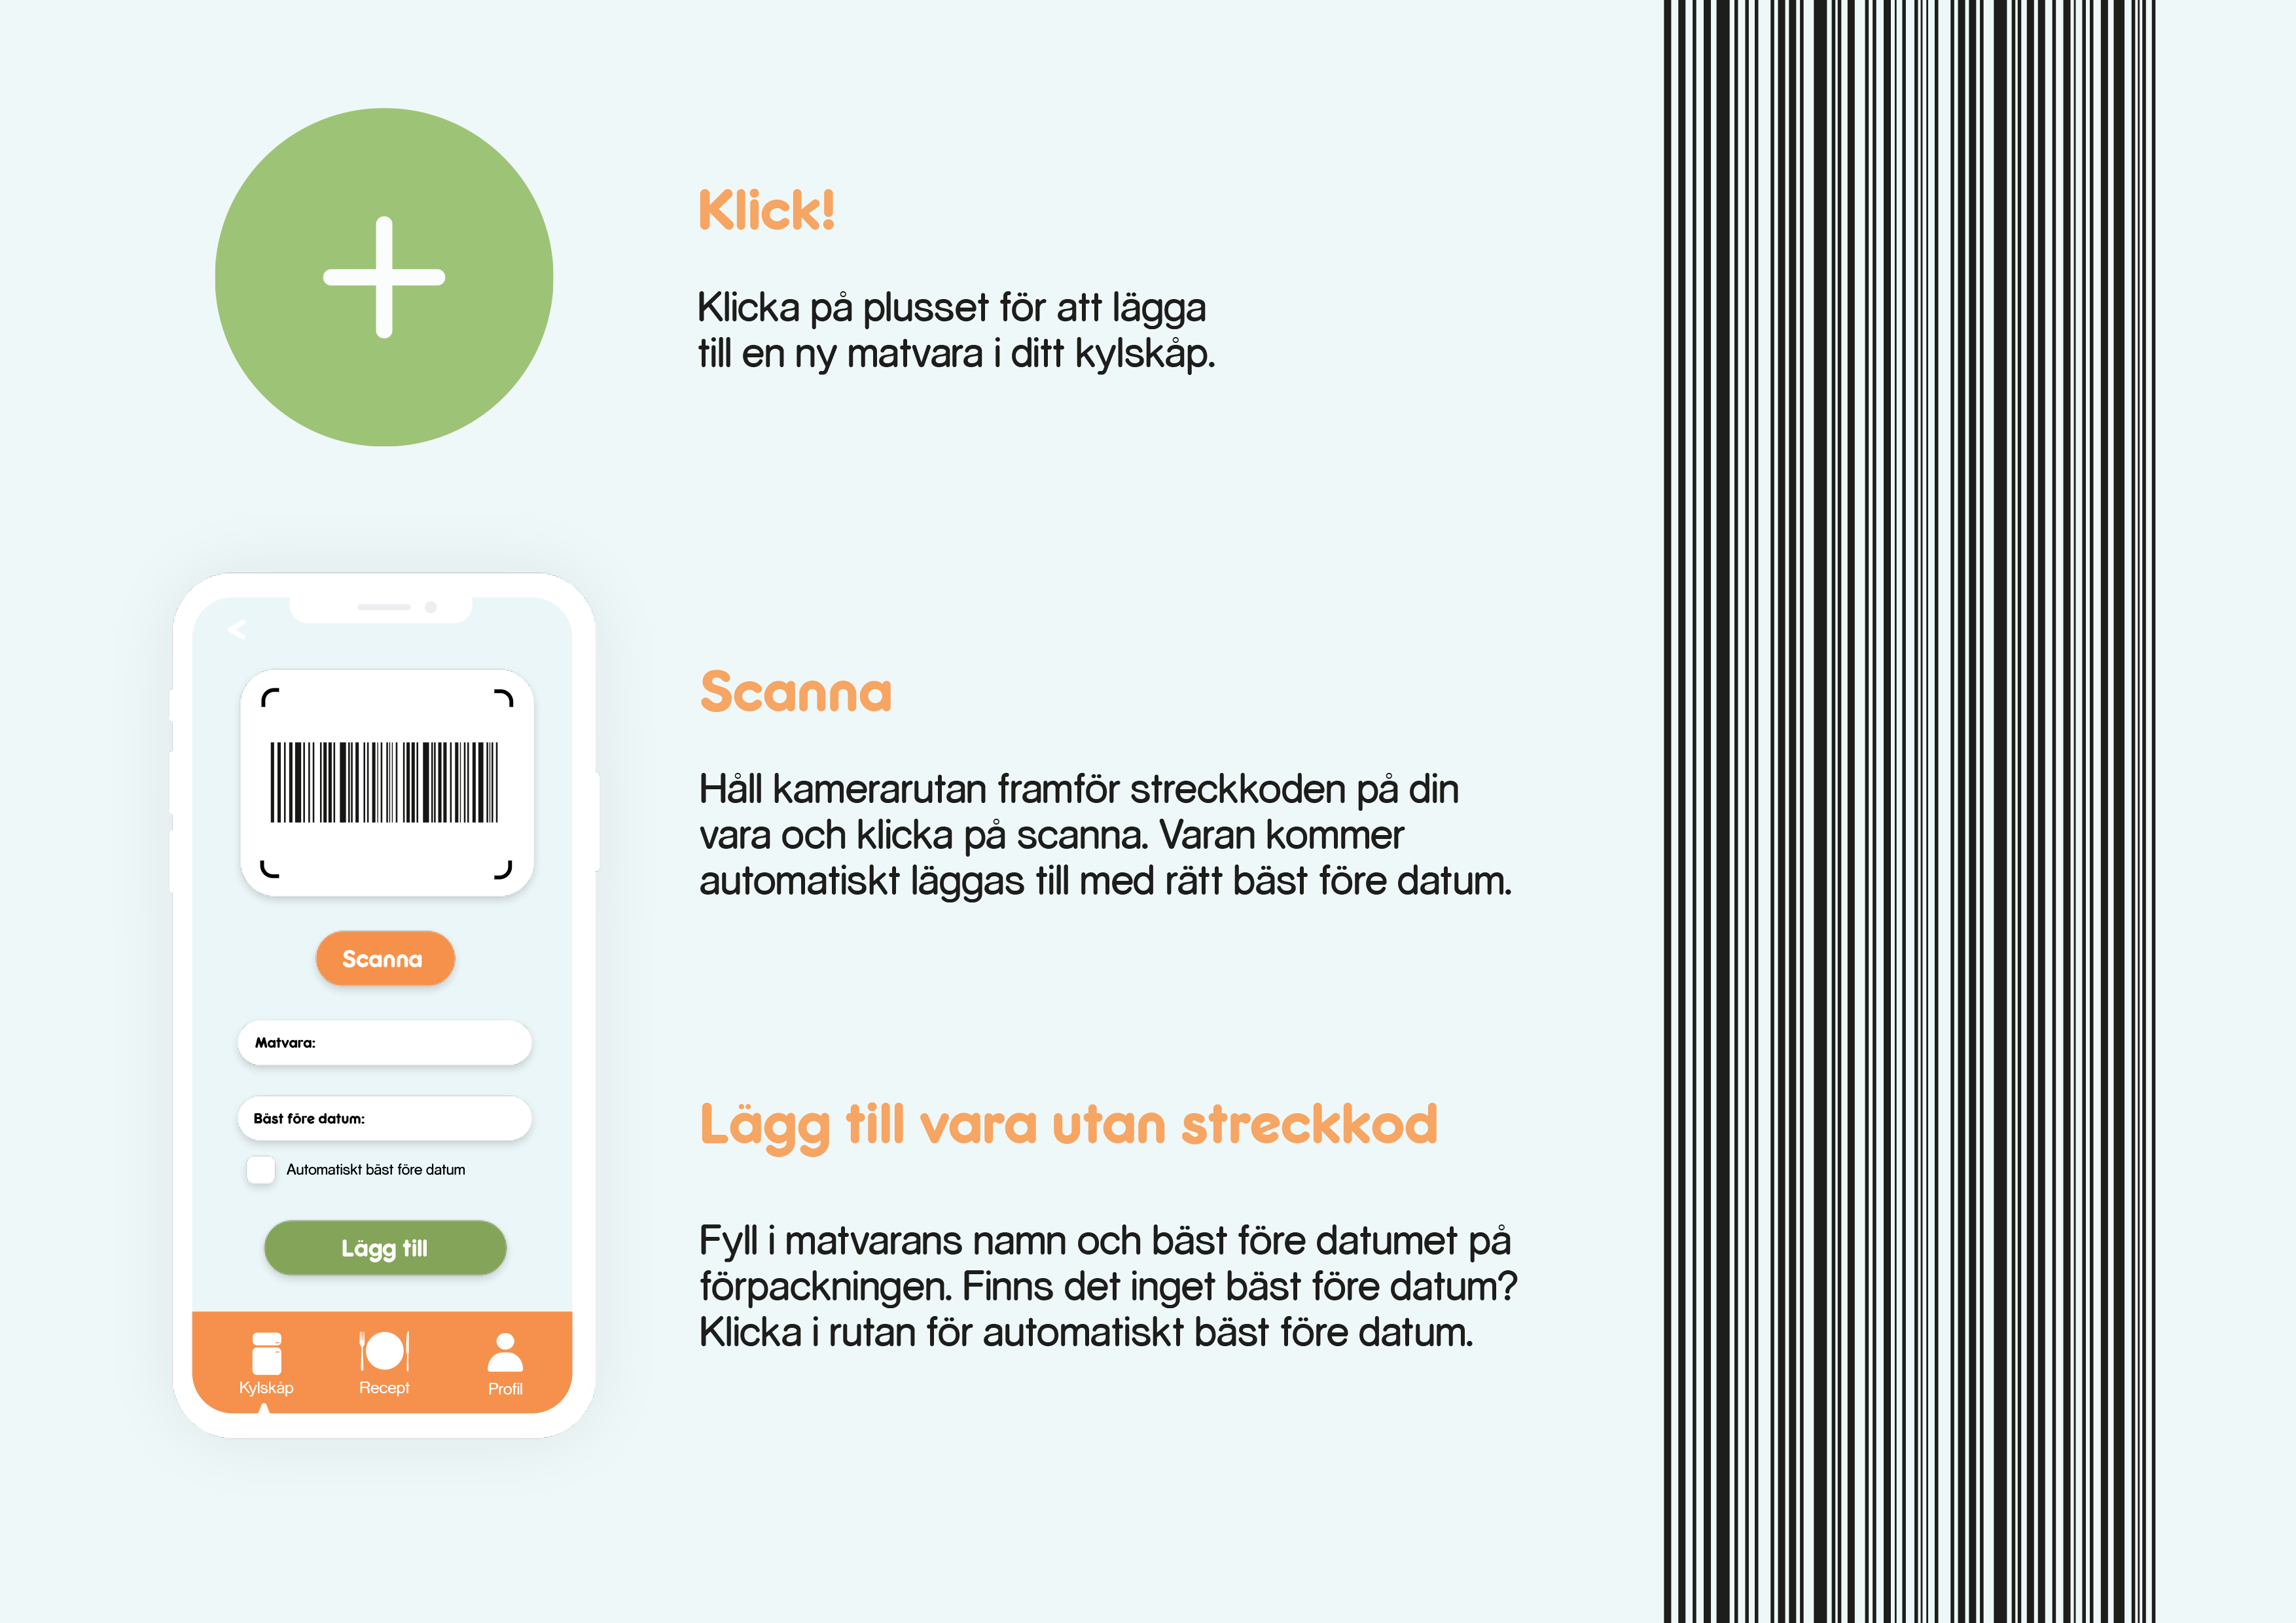 Klick!
Klicka på plusset för att lägga
till en ny matvara i ditt kylskåp.
Scanna
Håll kamerarutan framför streckkoden på din
vara och klicka på scanna. Varan kommer
automatiskt läggas till med rätt bäst före datum.
Lägg till vara utan streckkod
Fyll i matvarans namn och bäst före datumet på
förpackningen. Finns det inget bäst före datum?
Klicka i rutan för automatiskt bäst före datum.
<
Scanna
Matvara:
Bäst före datum:
Automatiskt bäst före datum
Lägg till
Kylskåp
Recept
Profil